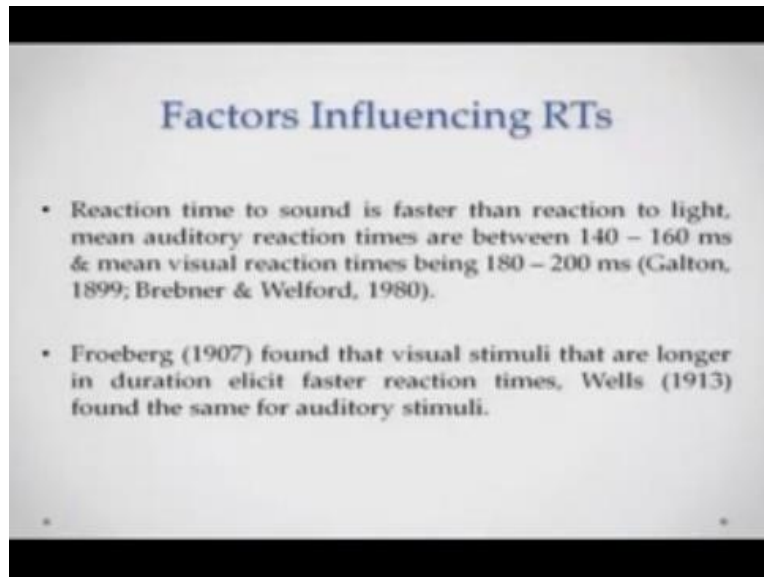 Factors Influencing RTs
• Reaction time to sound is faster than reaction to light,
mean auditory reaction times are between 140 – 160 ms
& mean visual reaction times being 180 – 200 ms (Galton,
1899; Brebner & Welford, 1980).
• Froeberg (1907) found that visual stimuli that are longer
in duration elicit faster reaction times, Wells (1913)
found the same for auditory stimuli.